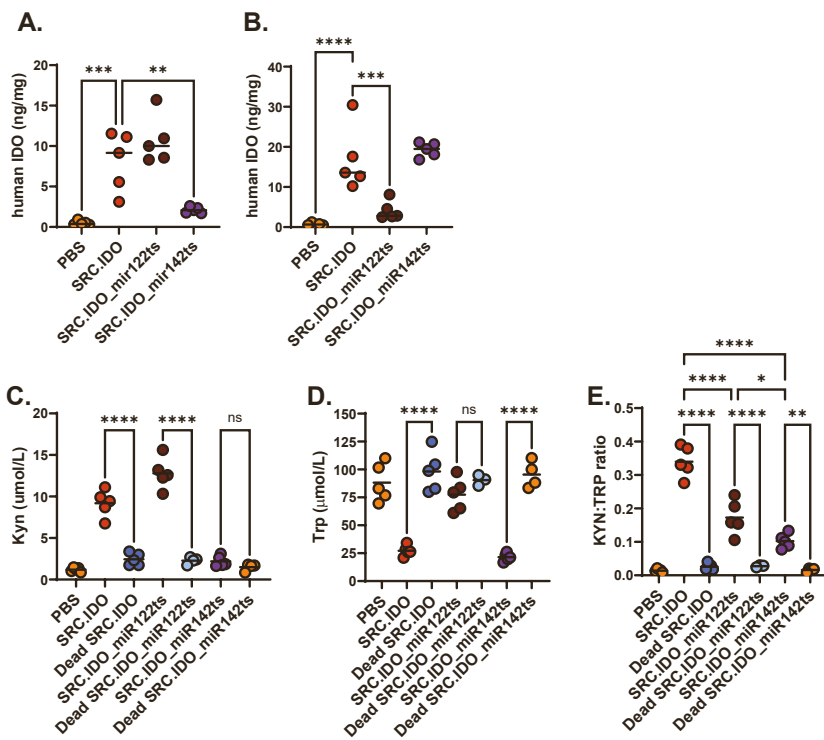 A.
***
**
human IDO (ng/mg)
20
15
10
5
0
PBS
SRC.IDO
SRC.IDO_mir122ts
SRC.IDO_mir142ts
B.
****
***
human IDO (ng/mg)
40
30
20
10
0
PBS
SRC.IDO
SRC.IDO_miR122ts
SRC.IDO_miR142ts
C.
****
****
ns
Kyn (umol/L)
20
15
10
5
0
PBS
SRC.IDO
Dead SRC.IDO
SRC.IDO_miR122ts
Dead SRC.IDO_miR122ts
SRC.IDO_miR142ts
Dead SRC.IDO_miR142ts
D.
****
ns
****
Trp (μmol/L)
150
125
100
75
50
25
0
PBS
SRC.IDO
Dead SRC.IDO
SRC.IDO_miR122ts
Dead SRC.IDO_miR122ts
SRC.IDO_miR142ts
Dead SRC.IDO_miR142ts
E.
****
****
*
****
****
**
KYN:TRP ratio
0.5
0.4
0.3
0.2
0.1
0.0
PBS
SRC.IDO
Dead SRC.IDO
SRC.IDO_miR122ts
Dead SRC.IDO_miR122ts
SRC.IDO_miR142ts
Dead SRC.IDO_miR142ts